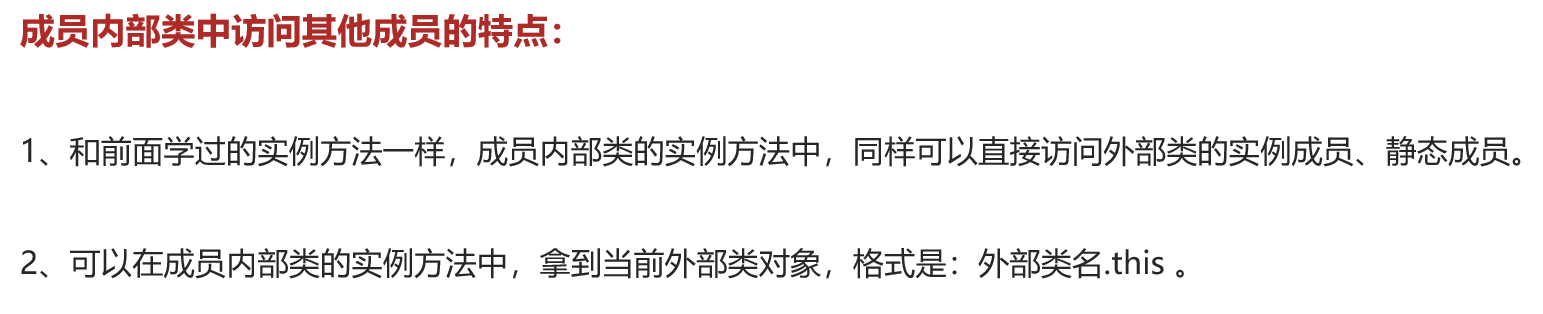 成员内部类中访问其他成员的特点：
1、和前面学过的实例方法一样，成员内部类的实例方法中，同样可以直接访问外部类的实例成员、静态成员。
2、可以在成员内部类的实例方法中，拿到当前外部类对象，格式是：外部类名.this 。